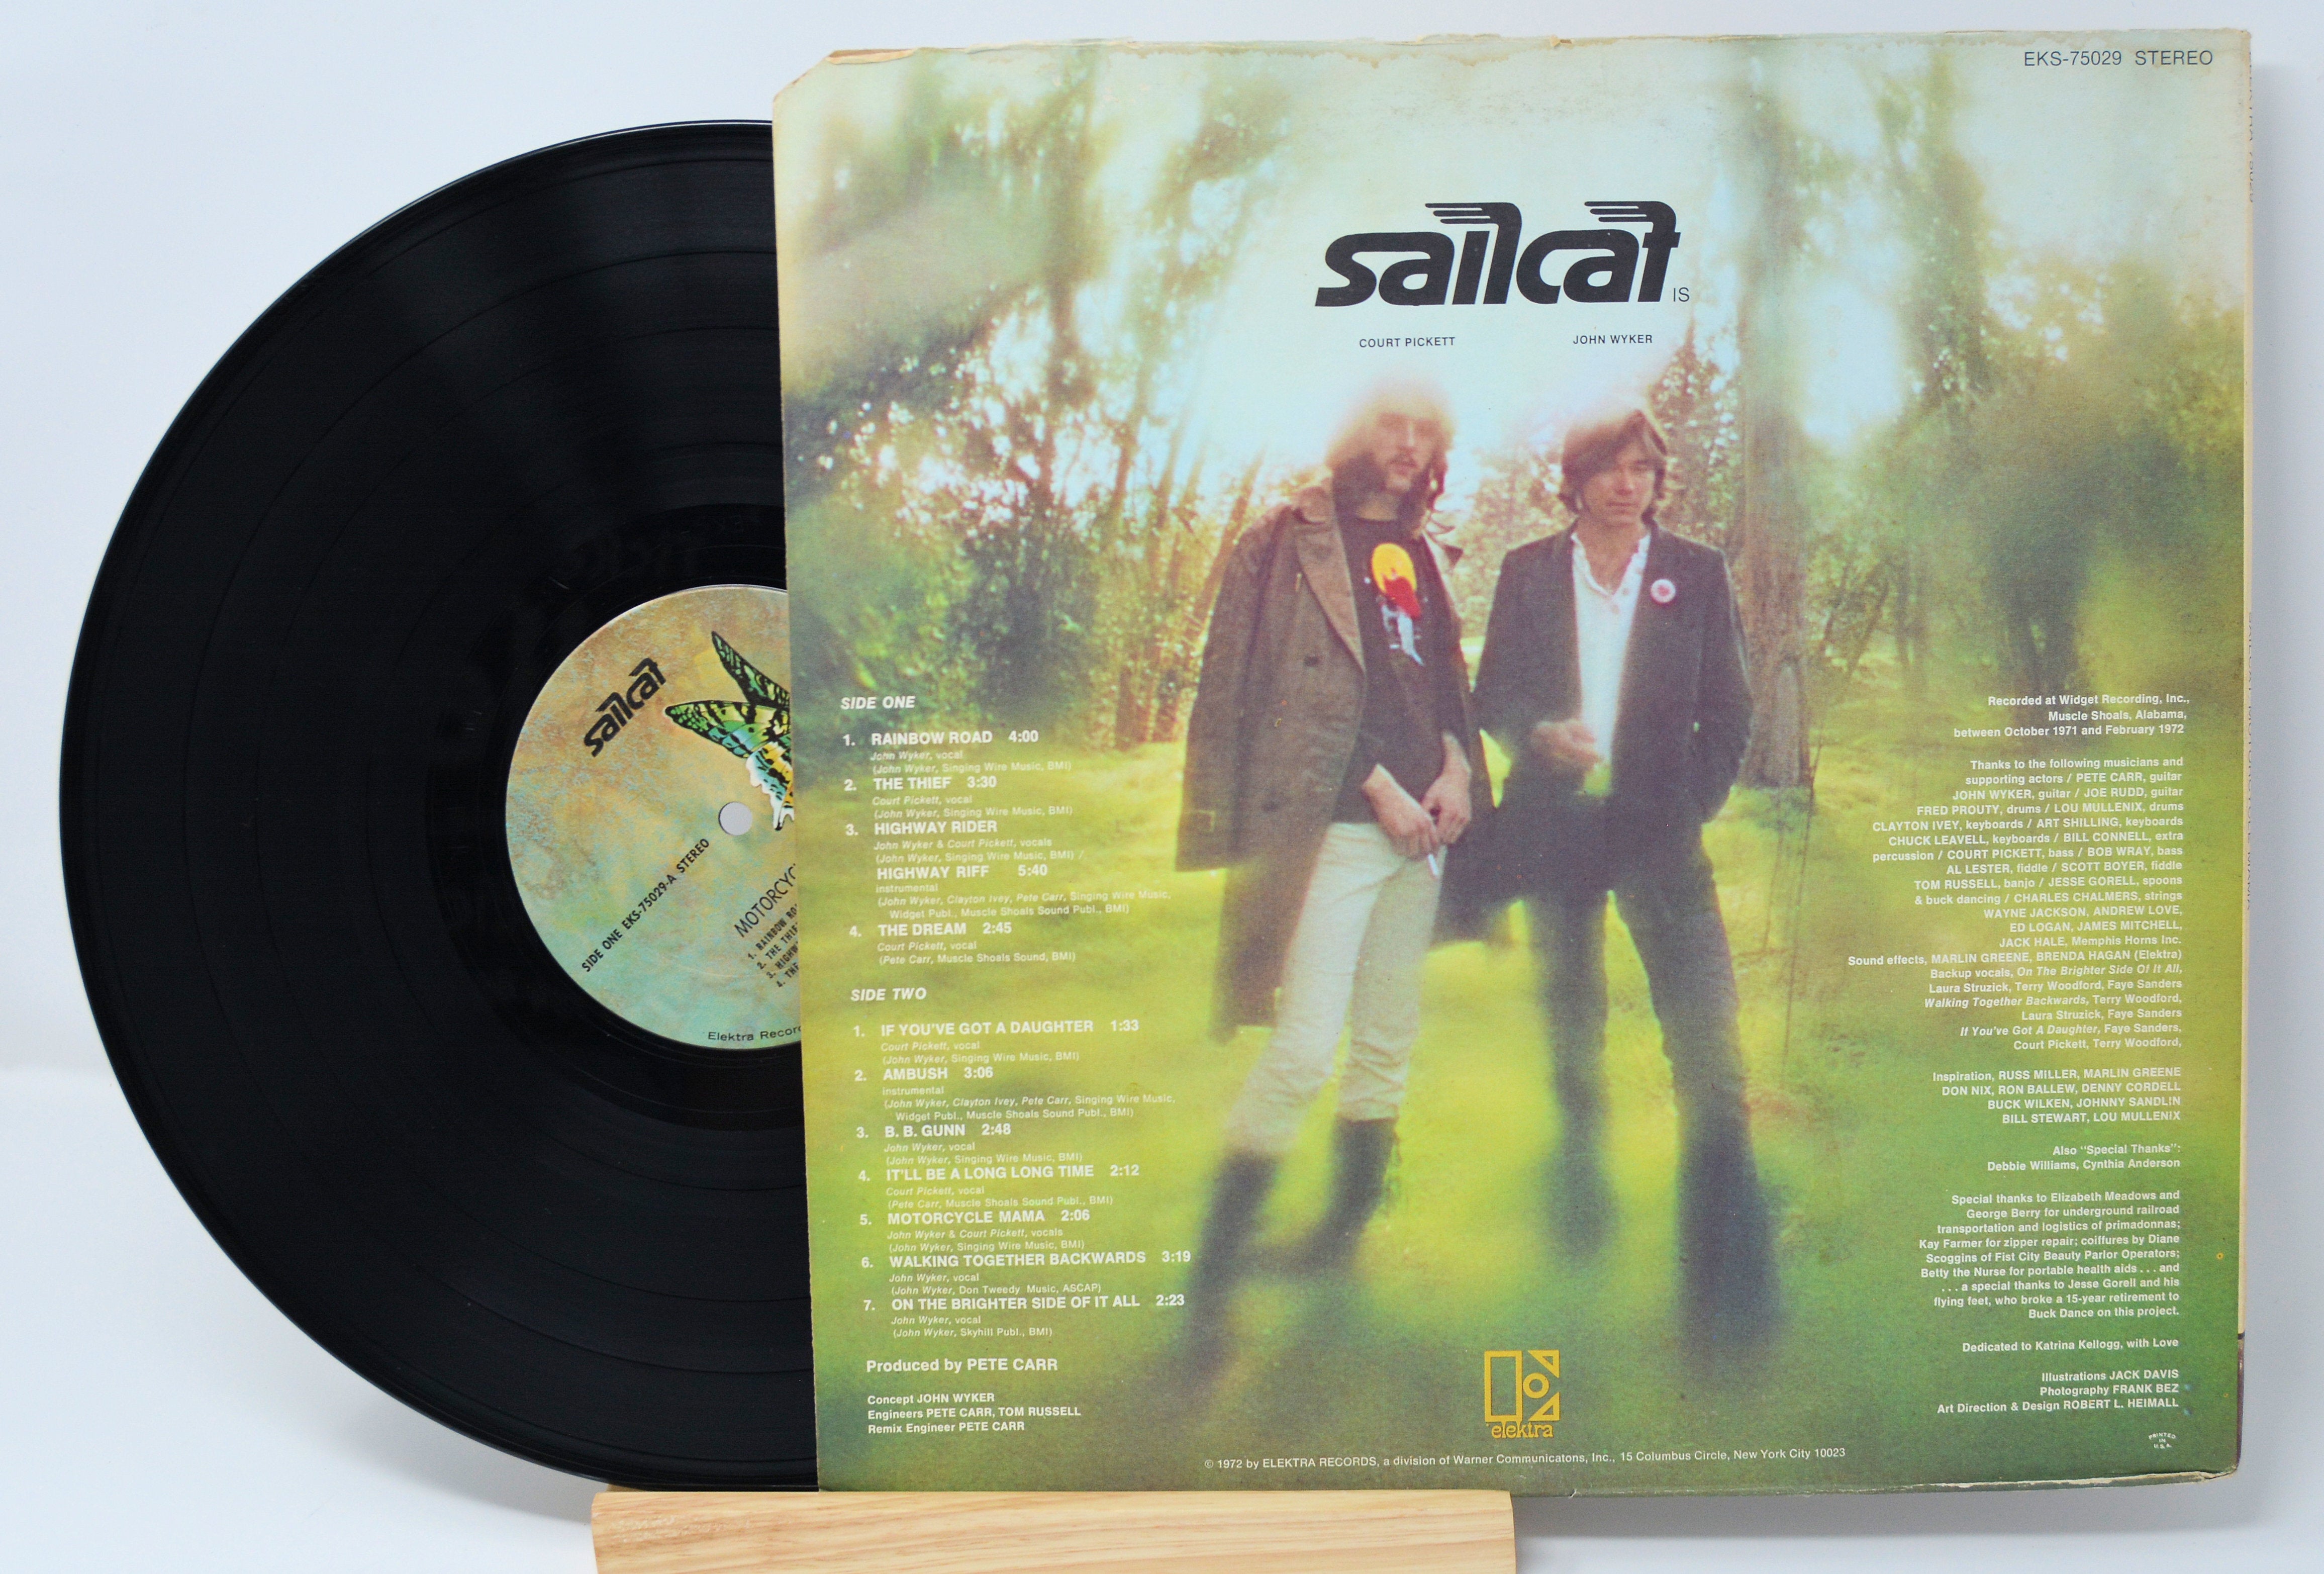 EKS-75029 STEREO
sailcat IS
COURT PICKETT
JOHN WYKER
SIDE ONE
1. RAINBOW ROAD 4:00
John Wyker, vocal
(John Wyker, Singing Wire Music, BMI)
2. THE THIEF 3:30
Court Pickett, vocal
(John Wyker, Singing Wire Music, BMI)
3. HIGHWAY RIDER
John Wyker & Court Pickett, vocals
(John Wyker, Singing Wire Music, BMI) /
HIGHWAY RIFF 5:40
instrumental
(John Wyker, Clayton Ivey, Pete Carr, Singing Wire Music,
Widget Publ., Muscle Shoals Sound Publ., BMI)
4. THE DREAM 2:45
Court Pickett, vocal
(Pete Carr, Muscle Shoals Sound, BMI)
SIDE TWO
1. IF YOU'VE GOT A DAUGHTER 1:33
Court Pickett, vocal
(John Wyker, Singing Wire Music, BMI)
2. AMBUSH 3:06
instrumental
(John Wyker, Clayton Ivey, Pete Carr, Singing Wire Music,
Widget Publ., Muscle Shoals Sound Publ., BMI)
3. B. B. GUNN 2:48
John Wyker, vocal
(John Wyker, Singing Wire Music, BMI)
4. IT'LL BE A LONG LONG TIME 2:12
Court Pickett, vocal
(Pete Carr, Muscle Shoals Sound Publ., BMI)
5. MOTORCYCLE MAMA 2:06
John Wyker & Court Pickett, vocals
(John Wyker, Singing Wire Music, BMI)
6. WALKING TOGETHER BACKWARDS 3:19
John Wyker, vocal
(John Wyker, Don Tweedy Music, ASCAP)
7. ON THE BRIGHTER SIDE OF IT ALL 2:23
John Wyker, vocal
(John Wyker, Skyhill Publ., BMI)
Produced by PETE CARR
Concept JOHN WYKER
Engineers PETE CARR, TOM RUSSELL
Remix Engineer PETE CARR
Recorded at Widget Recording, Inc.,
Muscle Shoals, Alabama,
between October 1971 and February 1972
Thanks to the following musicians and
supporting actors / PETE CARR, guitar
JOHN WYKER, guitar / JOE RUDD, guitar
FRED PROUTY, drums / LOU MULLENIX, drums
CLAYTON IVEY, keyboards / ART SHILLING, keyboards
CHUCK LEAVELL, keyboards / BILL CONNELL, extra
percussion / COURT PICKETT, bass / BOB WRAY, bass
AL LESTER, fiddle / SCOTT BOYER, fiddle
TOM RUSSELL, banjo / JESSE GORELL, spoons
& buck dancing / CHARLES CHALMERS, strings
WAYNE JACKSON, ANDREW LOVE,
ED LOGAN, JAMES MITCHELL,
JACK HALE, Memphis Horns Inc.
Sound effects, MARLIN GREENE, BRENDA HAGAN (Elektra)
Backup vocals, On The Brighter Side Of It All,
Laura Struzick, Terry Woodford, Faye Sanders
Walking Together Backwards, Terry Woodford,
Laura Struzick, Faye Sanders
If You've Got A Daughter, Faye Sanders,
Court Pickett, Terry Woodford,
Inspiration, RUSS MILLER, MARLIN GREENE
DON NIX, RON BALLEW, DENNY CORDELL
BUCK WILKEN, JOHNNY SANDLIN
BILL STEWART, LOU MULLENIX
Also "Special Thanks":
Debbie Williams, Cynthia Anderson
Special thanks to Elizabeth Meadows and
George Berry for underground railroad
transportation and logistics of primadonnas;
Kay Farmer for zipper repair; coiffures by Diane
Scoggins of Fist City Beauty Parlor Operators;
Betty the Nurse for portable health aids . . . and
. . . a special thanks to Jesse Gorell and his
flying feet, who broke a 15-year retirement to
Buck Dance on this project.
Dedicated to Katrina Kellogg, with Love
Illustrations JACK DAVIS
Photography FRANK BEZ
Art Direction & Design ROBERT L. HEIMALL
PRINTED
IN
U.S.A.
elektra
© 1972 by ELEKTRA RECORDS, a division of Warner Communicatons, Inc., 15 Columbus Circle, New York City 10023
sailcat
SIDE ONE EKS-75029-A STEREO
MOTORCYC
1. RAINBOW RO
2. THE THIE
3. HIGHW
4. THE
Elektra Recor